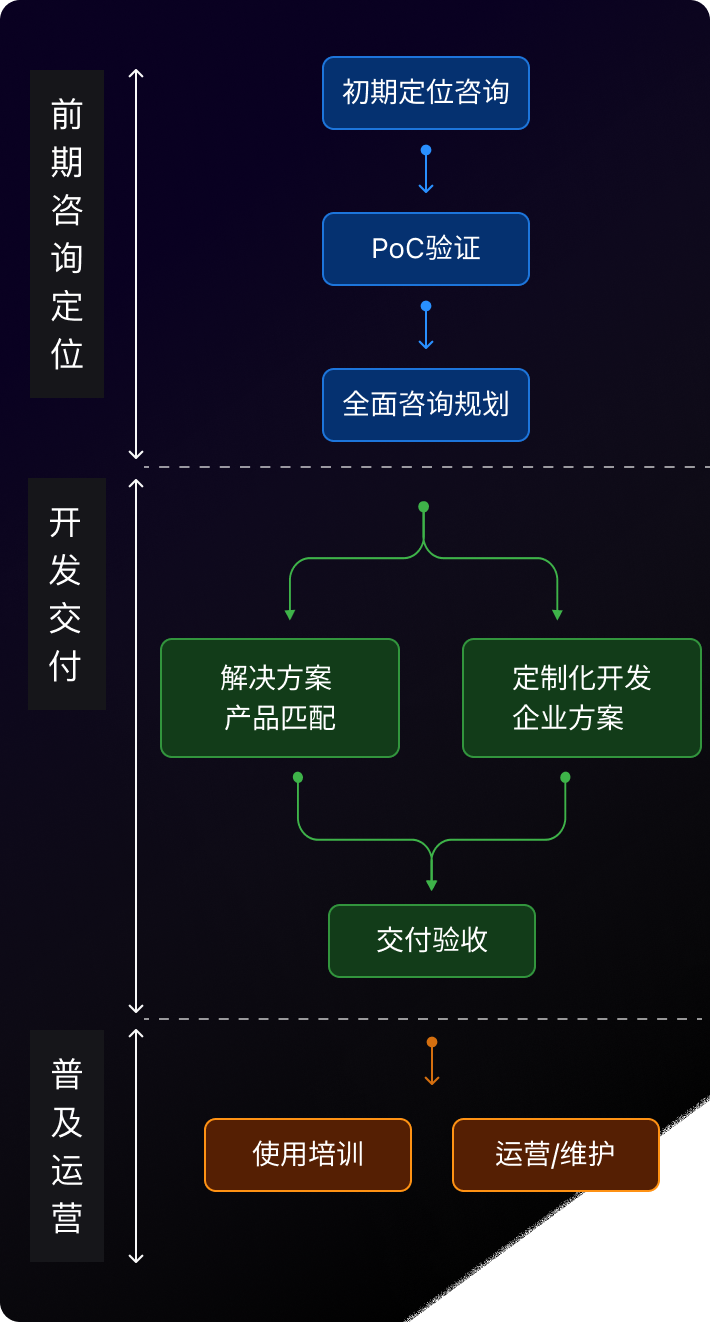 前期咨询定位
初期定位咨询
PoC验证
全面咨询规划
开发交付
解决方案
产品匹配
定制化开发
企业方案
交付验收
普及运营
使用培训
运营/维护